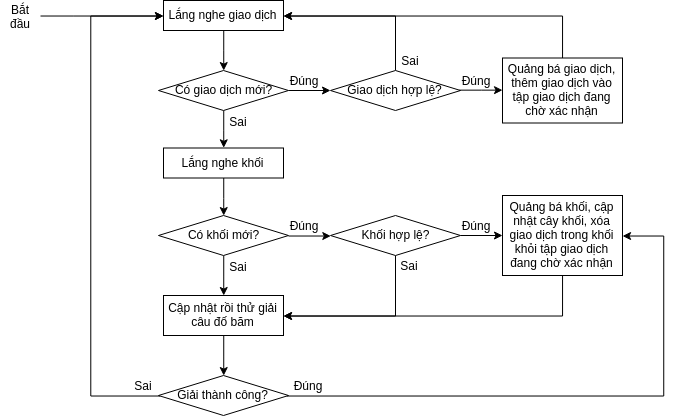 Bắt
đầu
Lắng nghe giao dịch
Có giao dịch mới?
Đúng
Giao dịch hợp lệ?
Sai
Đúng
Quảng bá giao dịch,
thêm giao dịch vào
tập giao dịch đang
chờ xác nhận
Sai
Lắng nghe khối
Có khối mới?
Đúng
Khối hợp lệ?
Đúng
Quảng bá khối, cập
nhật cây khối, xóa
giao dịch trong khối
khỏi tập giao dịch
đang chờ xác nhận
Sai
Sai
Cập nhật rồi thử giải
câu đố băm
Sai
Giải thành công?
Đúng